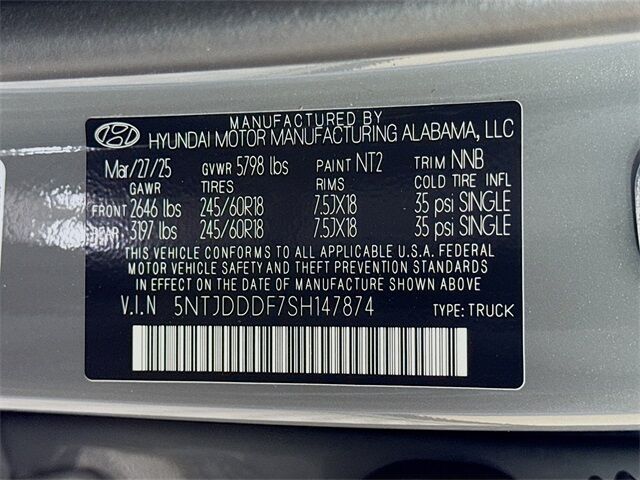 MANUFACTURED BY
HYUNDAI MOTOR MANUFACTURING ALABAMA, LLC
Mar/27/25 GVWR 5798 lbs PAINT NT2 TRIM NNB
GAWR TIRES RIMS COLD TIRE INFL
FRONT 2646 lbs 245/60R18 7.5JX18 35 psi SINGLE
REAR 3197 lbs 245/60R18 7.5JX18 35 psi SINGLE
THIS VEHICLE CONFORMS TO ALL APPLICABLE U.S.A. FEDERAL
MOTOR VEHICLE SAFETY AND THEFT PREVENTION STANDARDS
IN EFFECT ON THE DATE OF MANUFACTURE SHOWN ABOVE.
V.I.N 5NTJDDDF7SH147874 TYPE: TRUCK